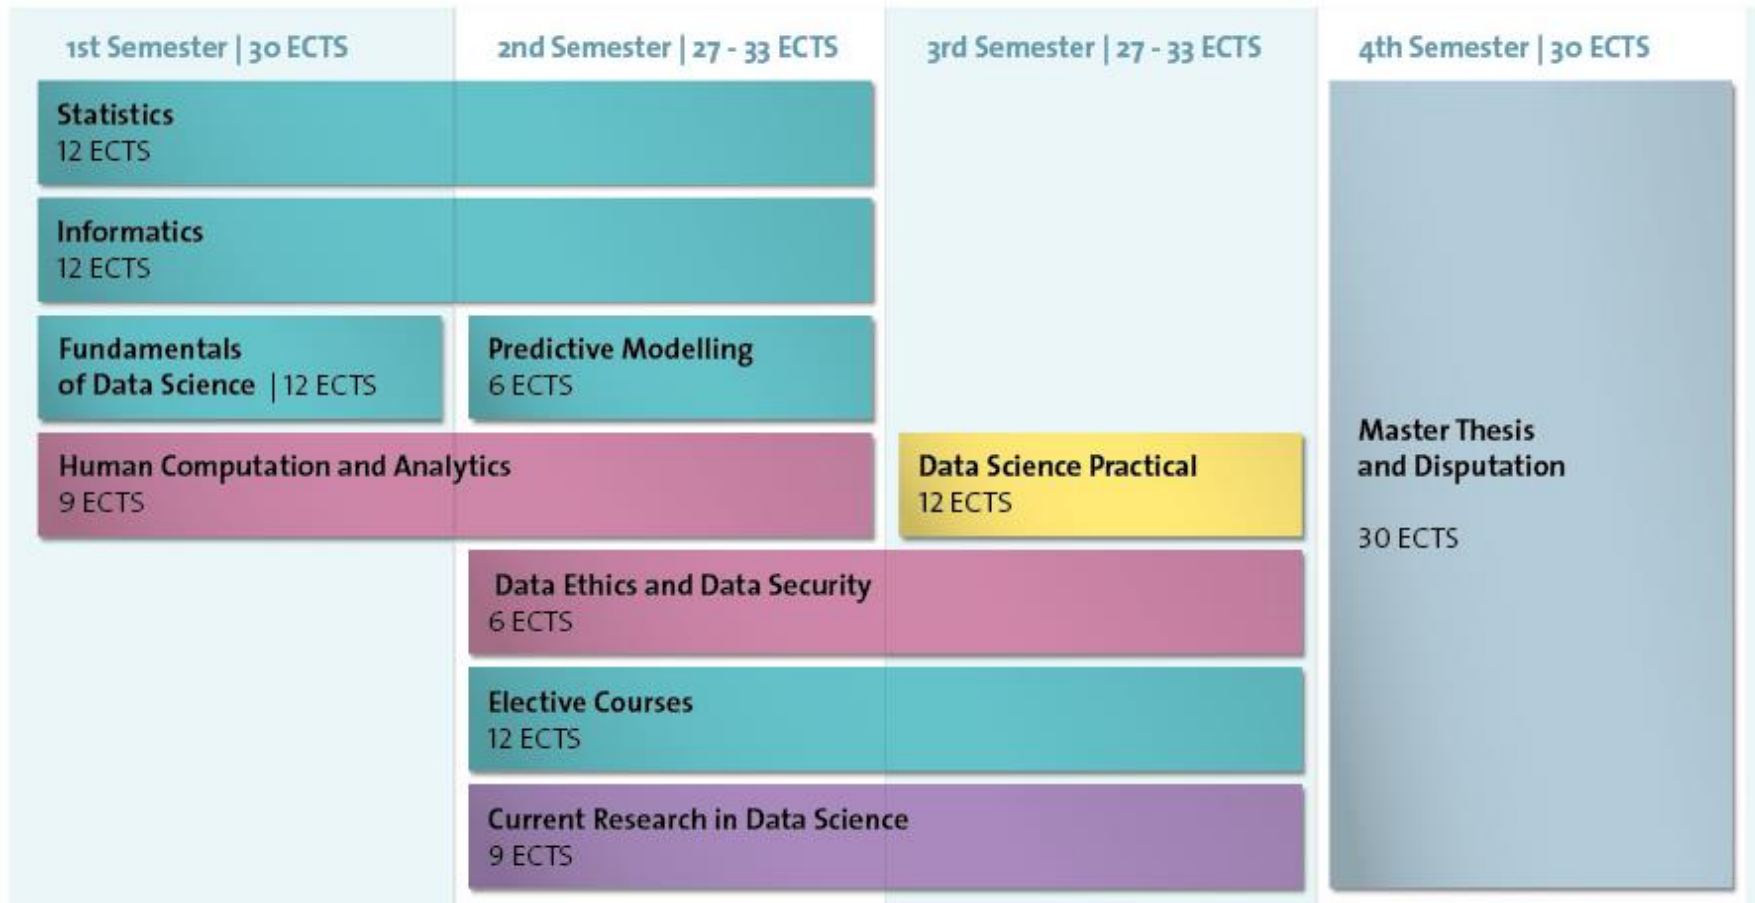 1st Semester | 30 ECTS
2nd Semester | 27 - 33 ECTS
3rd Semester | 27 - 33 ECTS
4th Semester | 30 ECTS
Statistics
12 ECTS
Informatics
12 ECTS
Fundamentals
of Data Science | 12 ECTS
Predictive Modelling
6 ECTS
Human Computation and Analytics
9 ECTS
Data Science Practical
12 ECTS
Data Ethics and Data Security
6 ECTS
Elective Courses
12 ECTS
Current Research in Data Science
9 ECTS
Master Thesis
and Disputation
30 ECTS